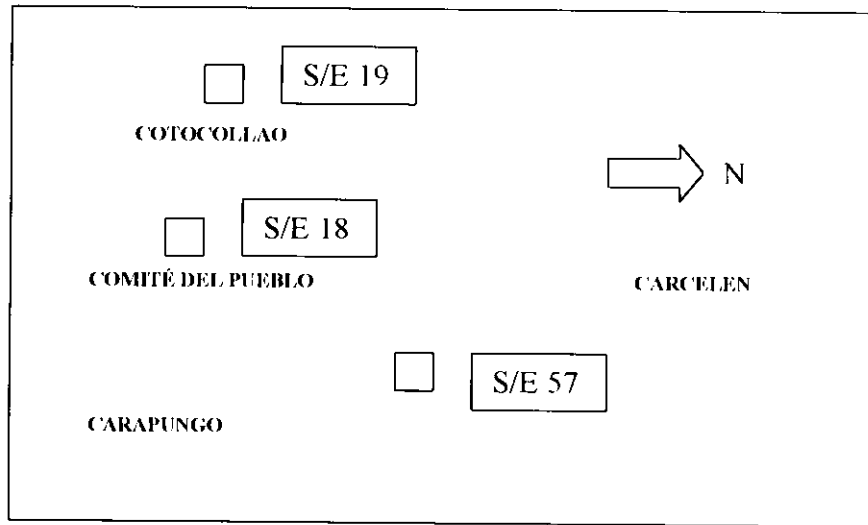 S/E 19
COTOCOLLAO
N
S/E 18
COMITÉ DEL PUEBLO
CARCELEN
S/E 57
CARAPUNGO